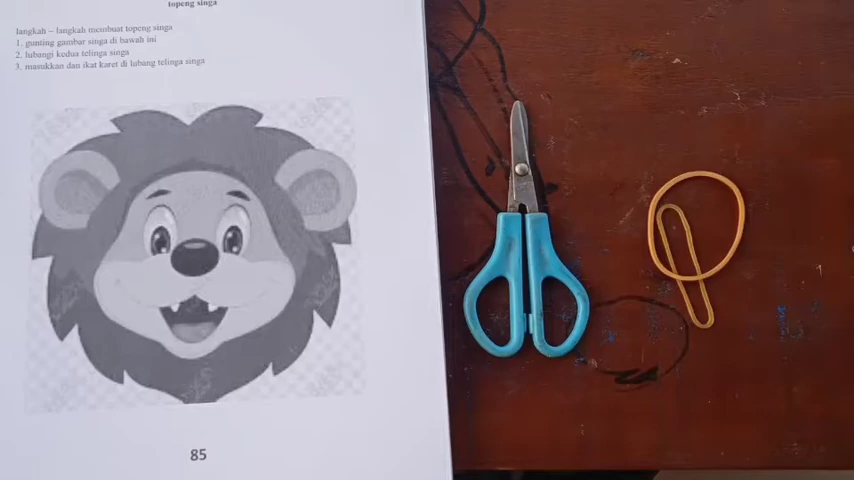 topeng singa
langkah – langkah membuat topeng singa
1. gunting gambar singa di bawah ini
2. lubangi kedua telinga singa
3. masukkan dan ikat karet di lubang telinga singa
85